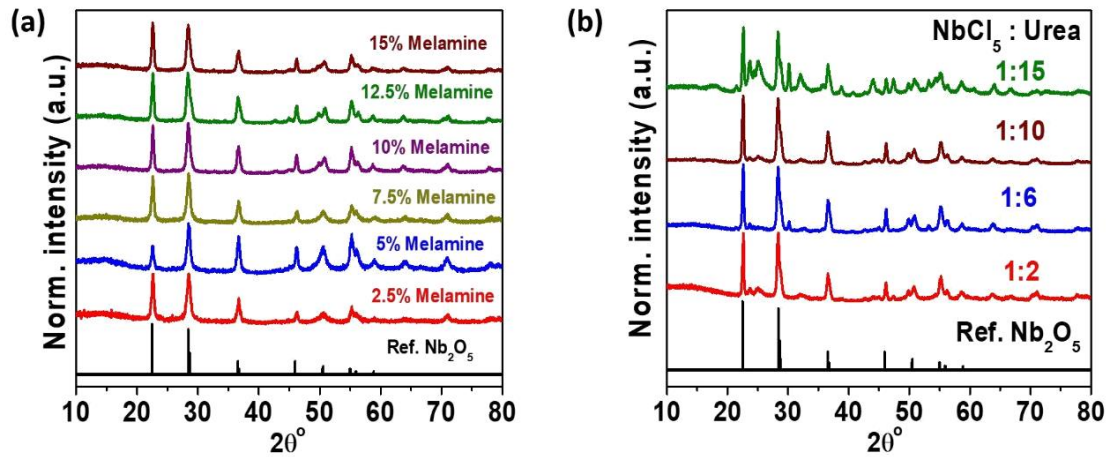 (a)
Norm. intensity (a.u.)
15% Melamine
12.5% Melamine
10% Melamine
7.5% Melamine
5% Melamine
2.5% Melamine
Ref. Nb₂O₅
10 20 30 40 50 60 70 80
2θ°
(b)
Norm. intensity (a.u.)
NbCl₅ : Urea
1:15
1:10
1:6
1:2
Ref. Nb₂O₅
10 20 30 40 50 60 70 80
2θ°